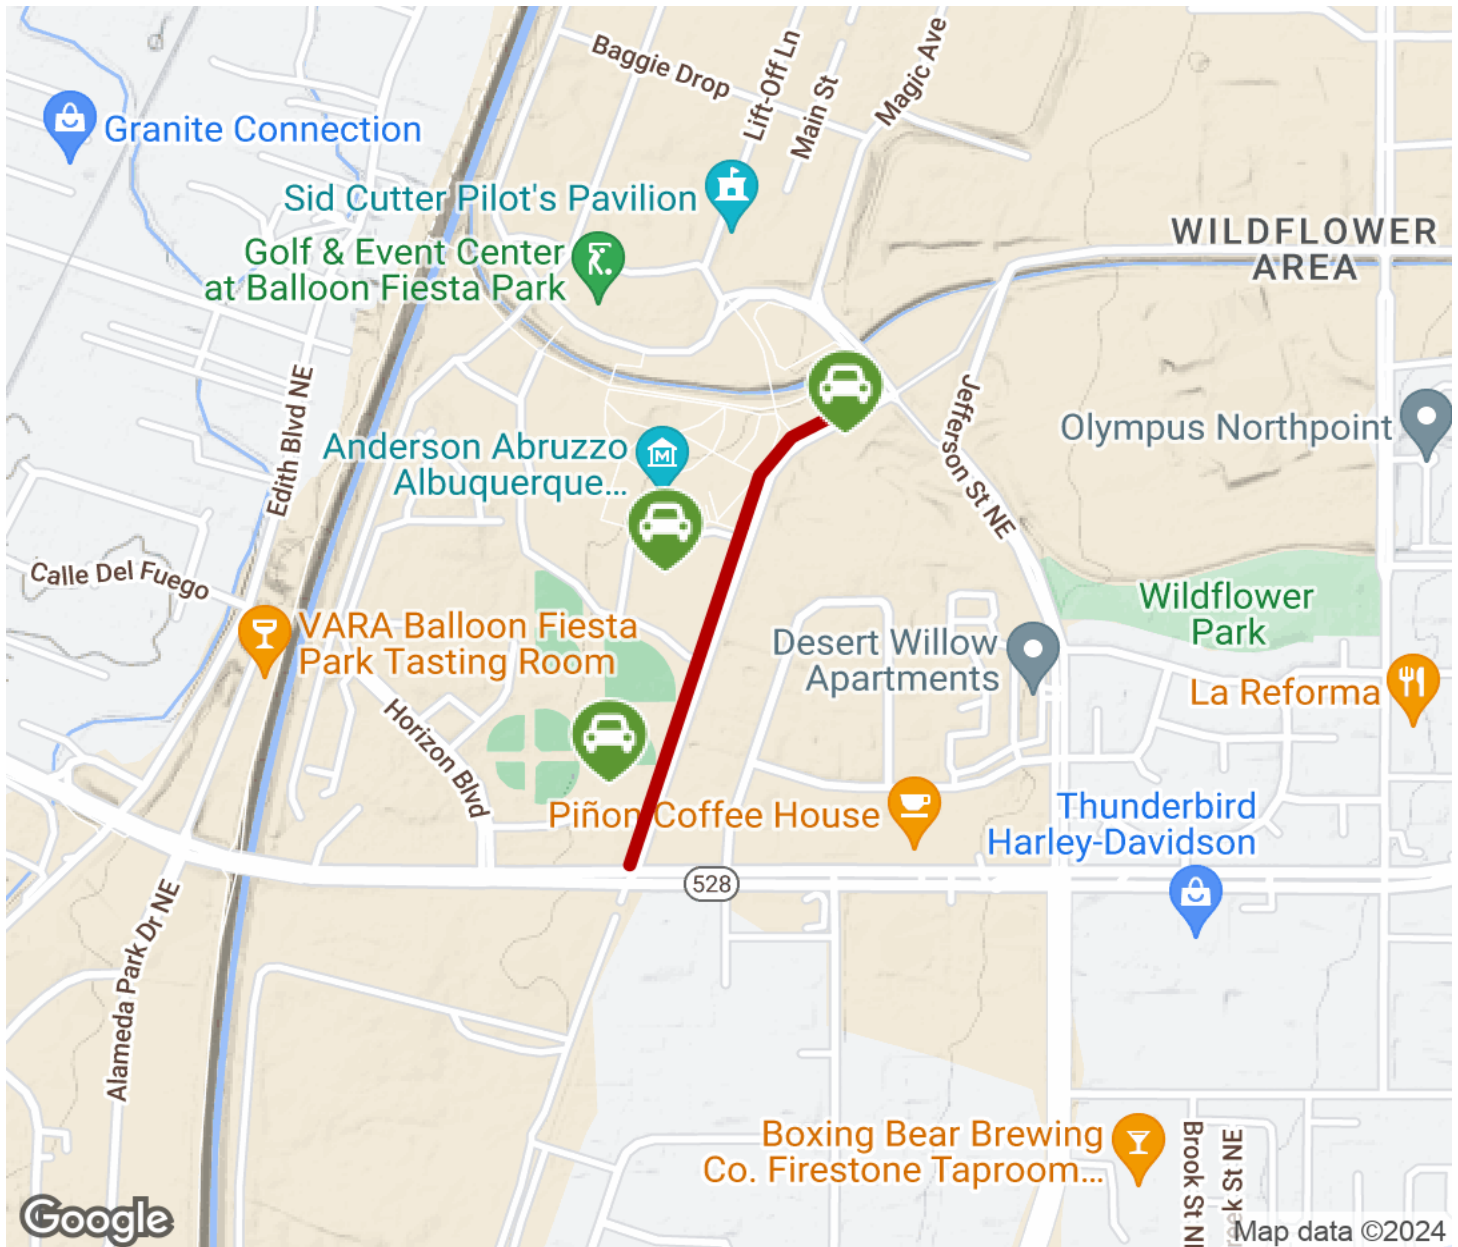 Baggie Drop
Lift-Off Ln
Main St
Magic Ave
Granite Connection
Sid Cutter Pilot's Pavilion
Golf & Event Center
at Balloon Fiesta Park
WILDFLOWER
AREA
Edith Blvd NE
Jefferson St NE
Olympus Northpoint
Anderson Abruzzo
Albuquerque...
M
Calle Del Fuego
VARA Balloon Fiesta
Park Tasting Room
Wildflower
Park
Desert Willow
Apartments
La Reforma
Horizon Blvd
Piñon Coffee House
Thunderbird
Harley-Davidson
528
Alameda Park Dr NE
Boxing Bear Brewing
Co. Firestone Taproom...
Brook St N
St NE
Google
Map data ©2024